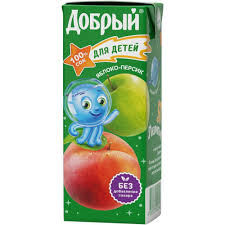 Добрый
100%
СОК
ДЛЯ ДЕТЕЙ
ЯБЛОКО-ПЕРСИК
БЕЗ
добавления
сахара